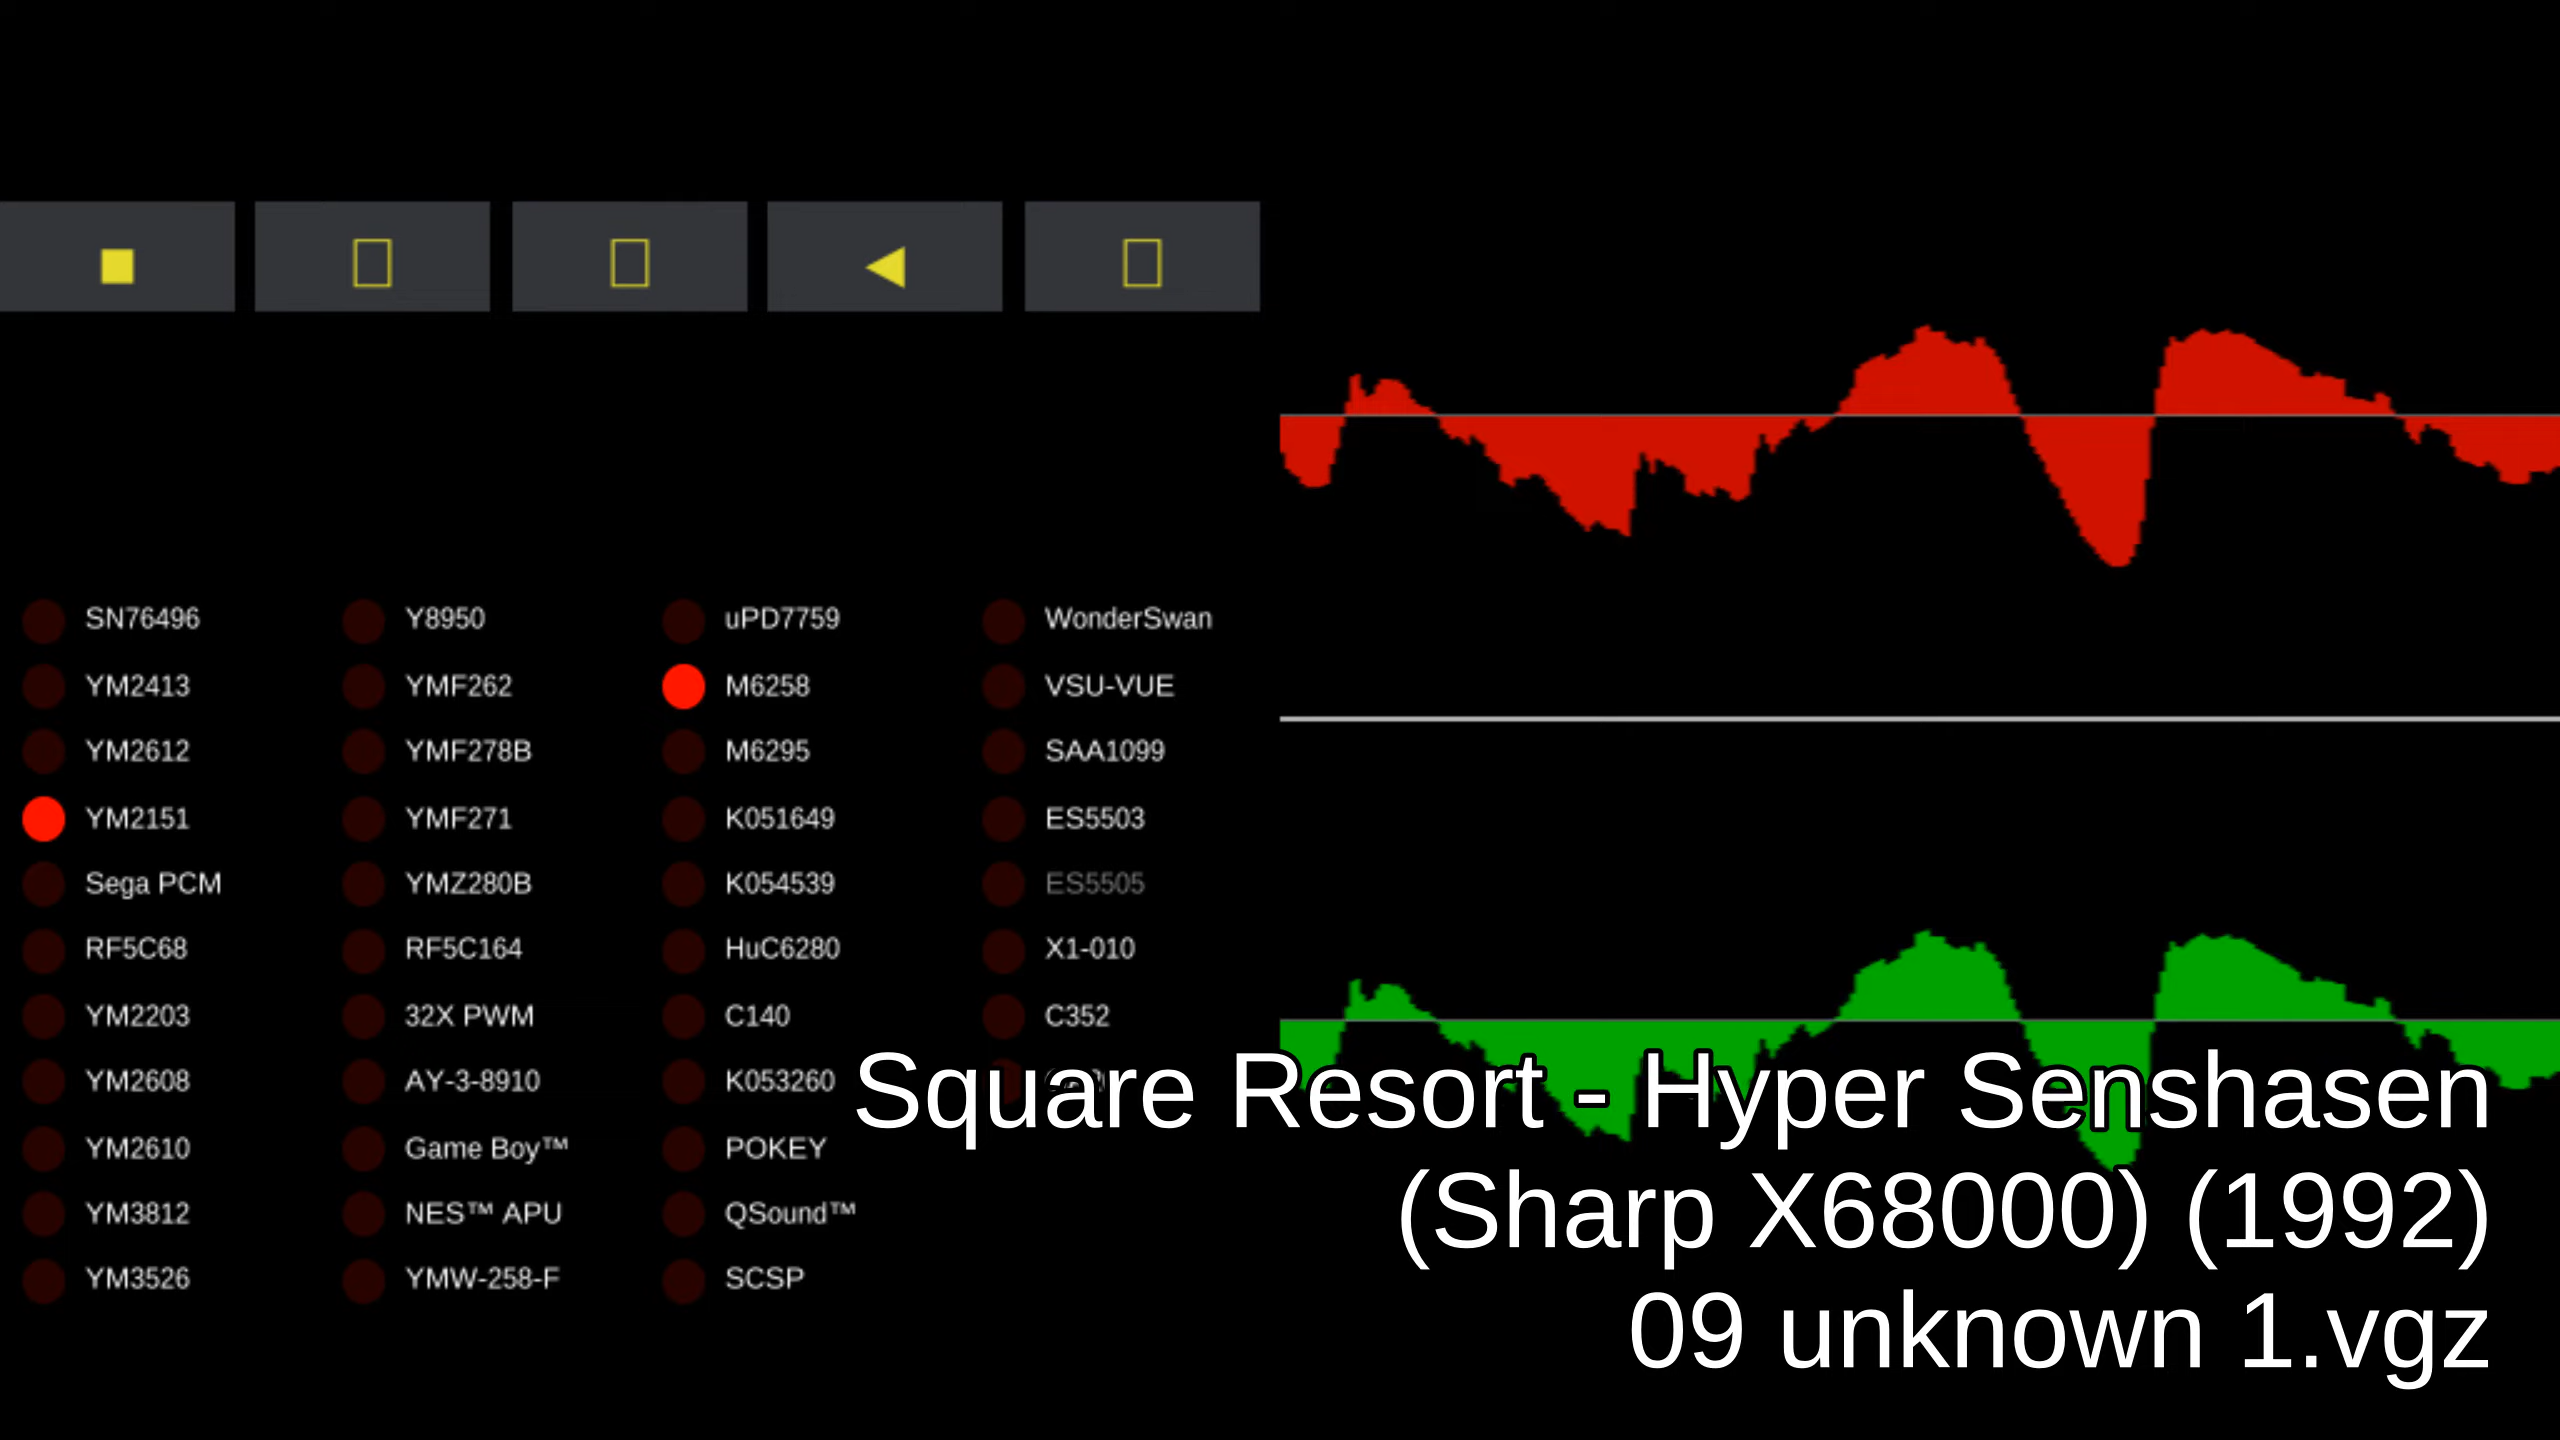 SN76496 Y8950 uPD7759 WonderSwan
YM2413 YMF262 M6258 VSU-VUE
YM2612 YMF278B M6295 SAA1099
YM2151 YMF271 K051649 ES5503
Sega PCM YMZ280B K054539 ES5505
RF5C68 RF5C164 HuC6280 X1-010
YM2203 32X PWM C140 C352
YM2608 AY-3-8910 K053260
YM2610 Game Boy™ POKEY
YM3812 NES™ APU QSound™
YM3526 YMW-258-F SCSP
Square Resort - Hyper Senshasen
(Sharp X68000) (1992)
09 unknown 1.vgz